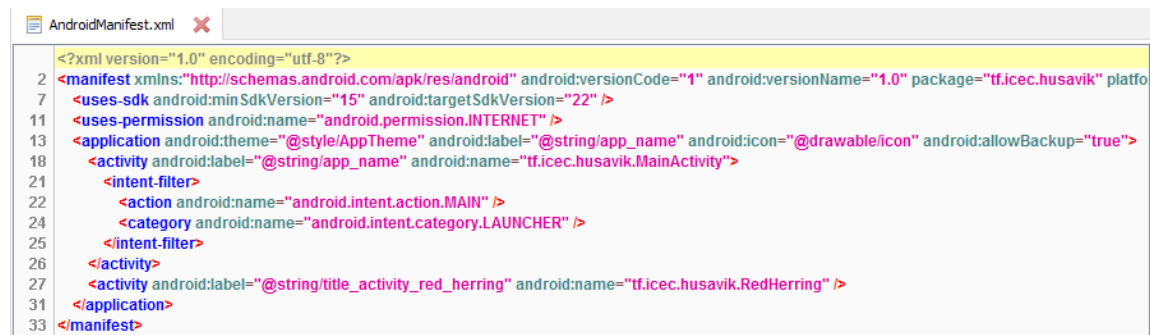 AndroidManifest.xml
<?xml version="1.0" encoding="utf-8"?>
2 <manifest xmlns:"http://schemas.android.com/apk/res/android" android:versionCode="1" android:versionName="1.0" package="tf.icec.husavik" platfo
7 <uses-sdk android:minSdkVersion="15" android:targetSdkVersion="22" />
11 <uses-permission android:name="android.permission.INTERNET" />
13 <application android:theme="@style/AppTheme" android:label="@string/app_name" android:icon="@drawable/icon" android:allowBackup="true">
18 <activity android:label="@string/app_name" android:name="tf.icec.husavik.MainActivity">
21 <intent-filter>
22 <action android:name="android.intent.action.MAIN" />
24 <category android:name="android.intent.category.LAUNCHER" />
25 </intent-filter>
26 </activity>
27 <activity android:label="@string/title_activity_red_herring" android:name="tf.icec.husavik.RedHerring" />
31 </application>
33 </manifest>